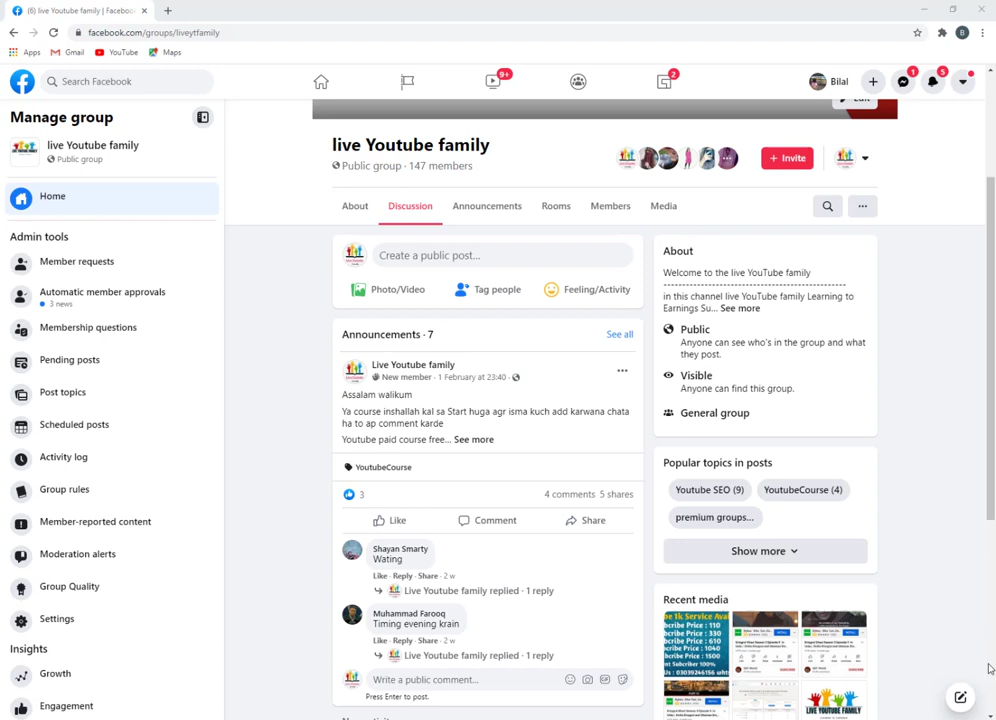 (6) live Youtube family | Facebook
facebook.com/groups/liveytfamily
Apps Gmail YouTube Maps
Search Facebook
9+
2
Bilal
1
5
Manage group
live Youtube family
Public group
Home
Admin tools
Member requests
Automatic member approvals
3 news
Membership questions
Pending posts
Post topics
Scheduled posts
Activity log
Group rules
Member-reported content
Moderation alerts
Group Quality
Settings
Insights
Growth
Engagement
Edit
live Youtube family
Public group · 147 members
+ Invite
About Discussion Announcements Rooms Members Media
Create a public post...
Photo/Video Tag people Feeling/Activity
Announcements · 7 See all
Live Youtube family
New member · 1 February at 23:40 ·
Assalam walikum
Ya course inshallah kal sa Start huga agr isma kuch add karwana chata
ha to ap comment karde
Youtube paid course free... See more
YoutubeCourse
3 4 comments 5 shares
Like Comment Share
Shayan Smarty
Wating
Like · Reply · Share · 2 w
Live Youtube family replied · 1 reply
Muhammad Farooq
Timing evening krain
Like · Reply · Share · 2 w
Live Youtube family replied · 1 reply
Write a public comment...
Press Enter to post.
About
Welcome to the live YouTube family
----------------------------------------------
in this channel live YouTube family Learning to
Earnings Su... See more
Public
Anyone can see who's in the group and what
they post.
Visible
Anyone can find this group.
General group
Popular topics in posts
Youtube SEO (9) YoutubeCourse (4)
premium groups...
Show more
Recent media
cribe Price : 110
cribe Price : 330
LIVE YOUTUBE FAMILY